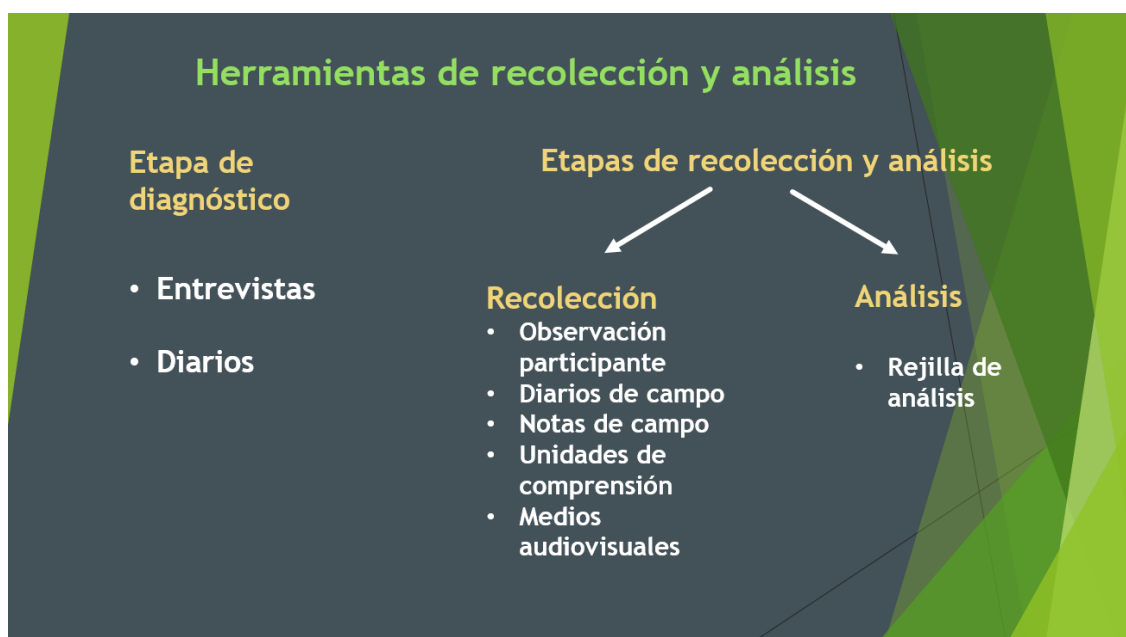 Herramientas de recolección y análisis
Etapa de
diagnóstico
• Entrevistas
• Diarios
Etapas de recolección y análisis
Recolección
• Observación
participante
• Diarios de campo
• Notas de campo
• Unidades de
comprensión
• Medios
audiovisuales
Análisis
• Rejilla de
análisis